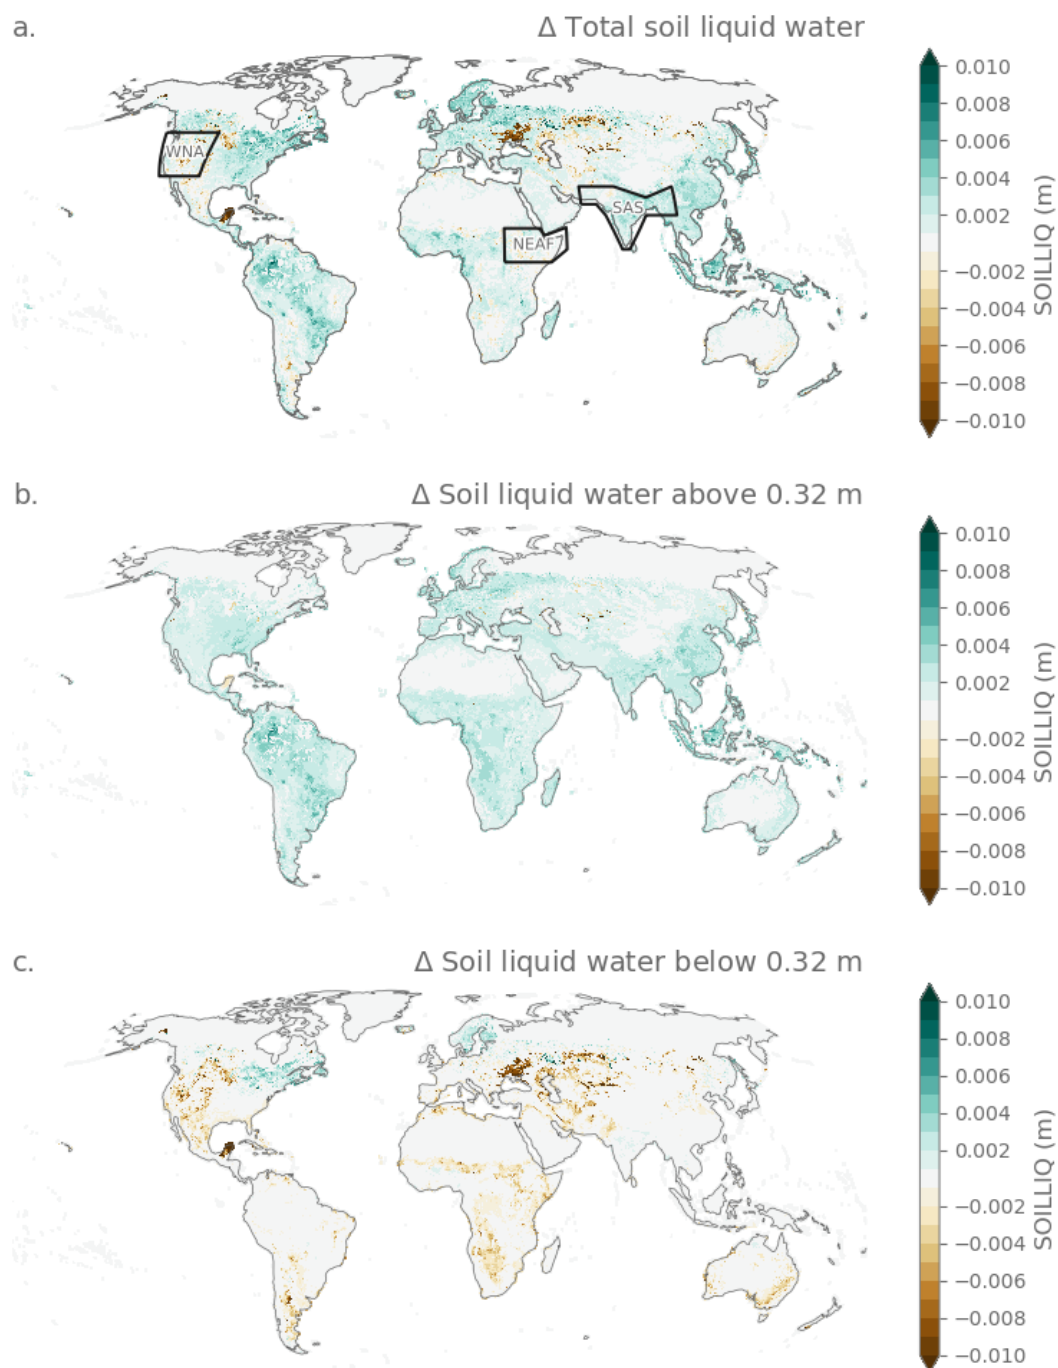 a.
Δ Total soil liquid water
WNA
SAS
NEAF
0.010
0.008
0.006
0.004
0.002
−0.002
−0.004
−0.006
−0.008
−0.010
SOILLIQ (m)
b.
Δ Soil liquid water above 0.32 m
0.010
0.008
0.006
0.004
0.002
−0.002
−0.004
−0.006
−0.008
−0.010
SOILLIQ (m)
c.
Δ Soil liquid water below 0.32 m
0.010
0.008
0.006
0.004
0.002
−0.002
−0.004
−0.006
−0.008
−0.010
SOILLIQ (m)